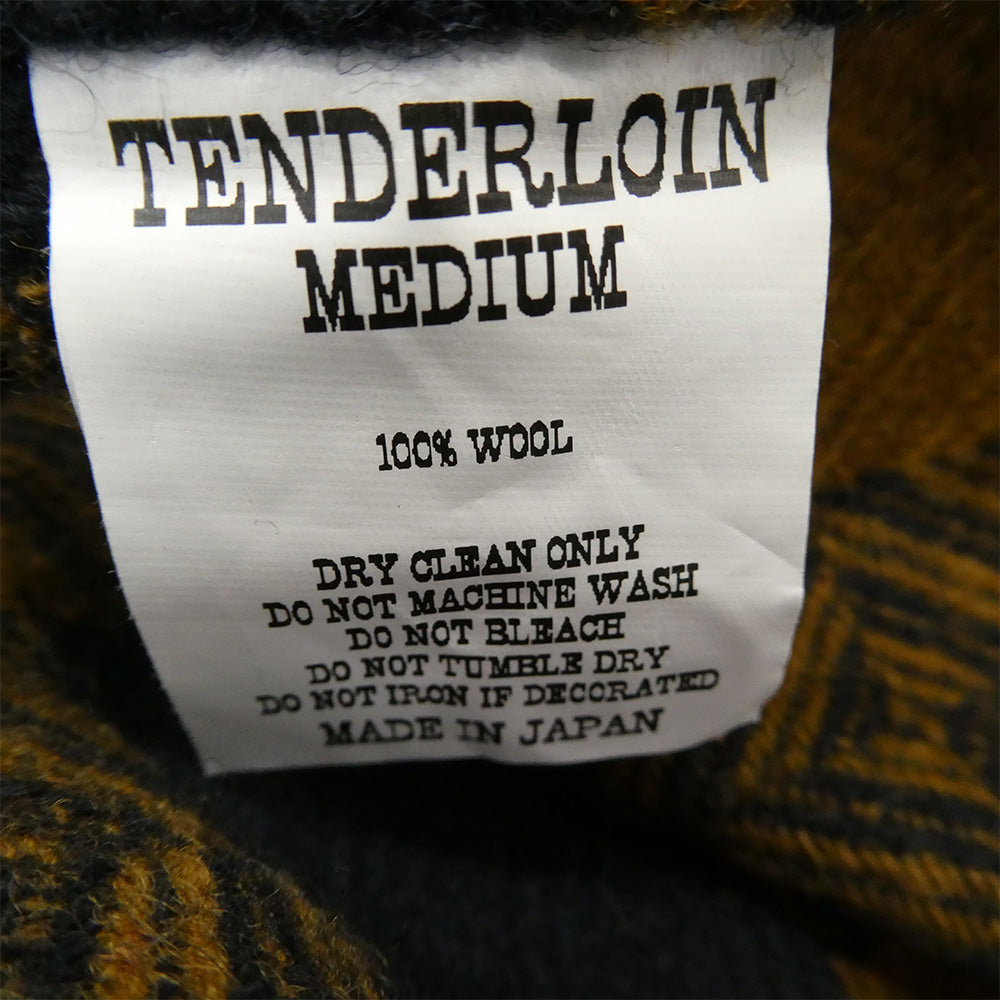 TENDERLOIN
MEDIUM
100% WOOL
DRY CLEAN ONLY
DO NOT MACHINE WASH
DO NOT BLEACH
DO NOT TUMBLE DRY
DO NOT IRON IF DECORATED
MADE IN JAPAN